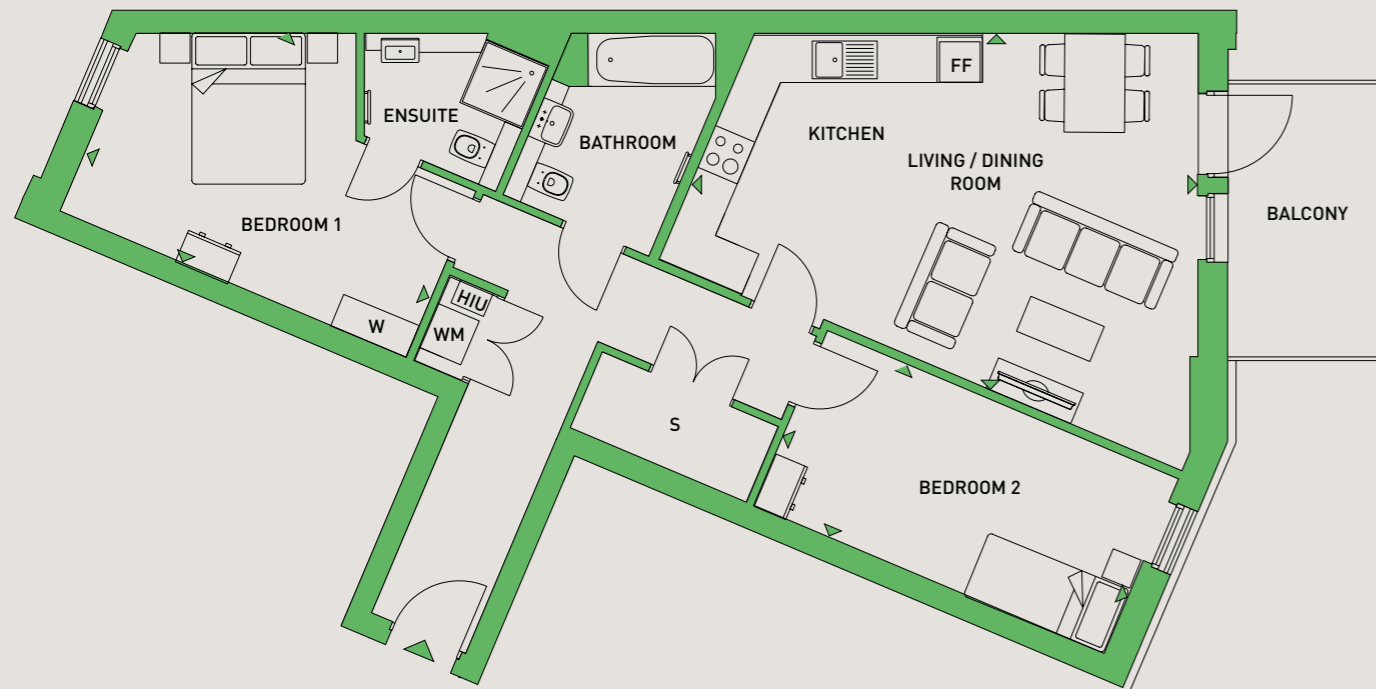 FF
ENSUITE
KITCHEN
BATHROOM
LIVING / DINING
ROOM
BEDROOM 1
BALCONY
HIU
W
WM
S
BEDROOM 2